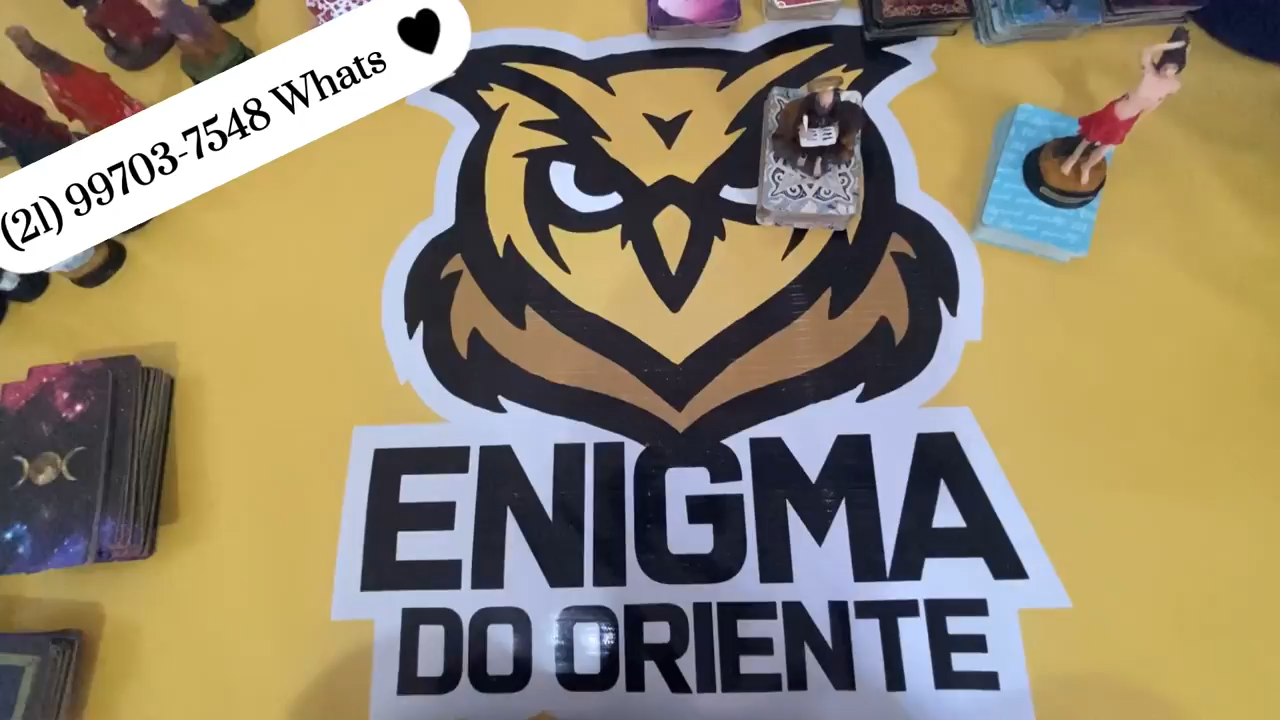 (21) 99703-7548 Whats 🖤
ENIGMA
DO ORIENTE